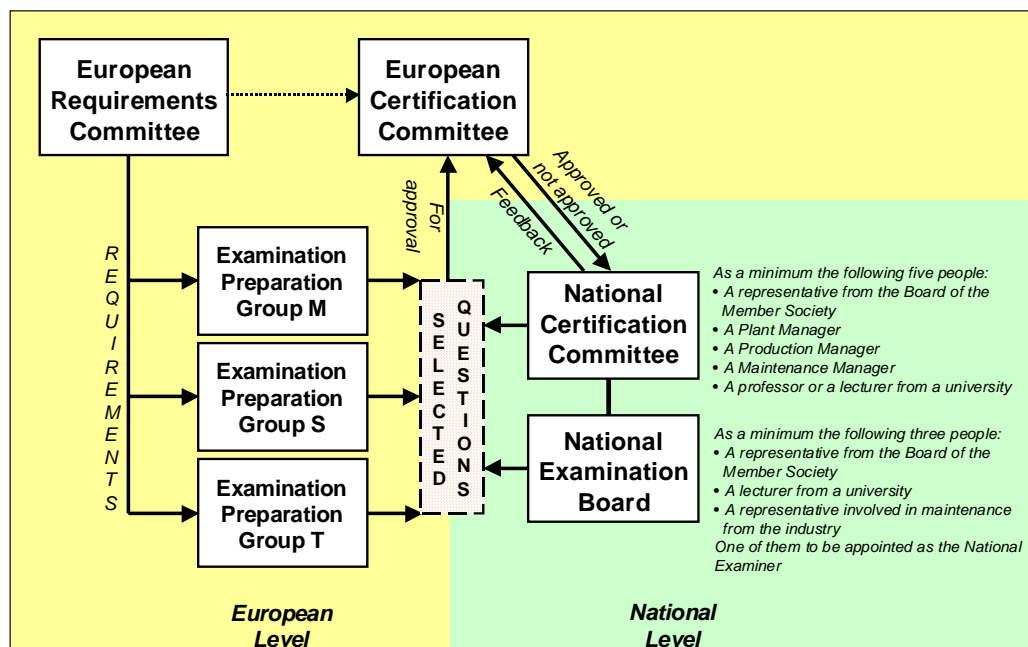 European
Requirements
Committee
European
Certification
Committee
For
approval
Feedback
Approved or
not approved
REQUIREMENTS
Examination
Preparation
Group M
Examination
Preparation
Group S
Examination
Preparation
Group T
SELECTED
QUESTIONS
National
Certification
Committee
As a minimum the following five people:
• A representative from the Board of the
Member Society
• A Plant Manager
• A Production Manager
• A Maintenance Manager
• A professor or a lecturer from a university
National
Examination
Board
As a minimum the following three people:
• A representative from the Board of the
Member Society
• A lecturer from a university
• A representative involved in maintenance
from the industry
One of them to be appointed as the National
Examiner
European
Level
National
Level